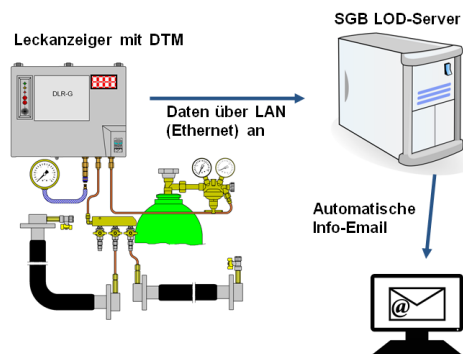 SGB LOD-Server
Leckanzeiger mit DTM
DLR-G
Daten über LAN
(Ethernet) an
Automatische
Info-Email
@